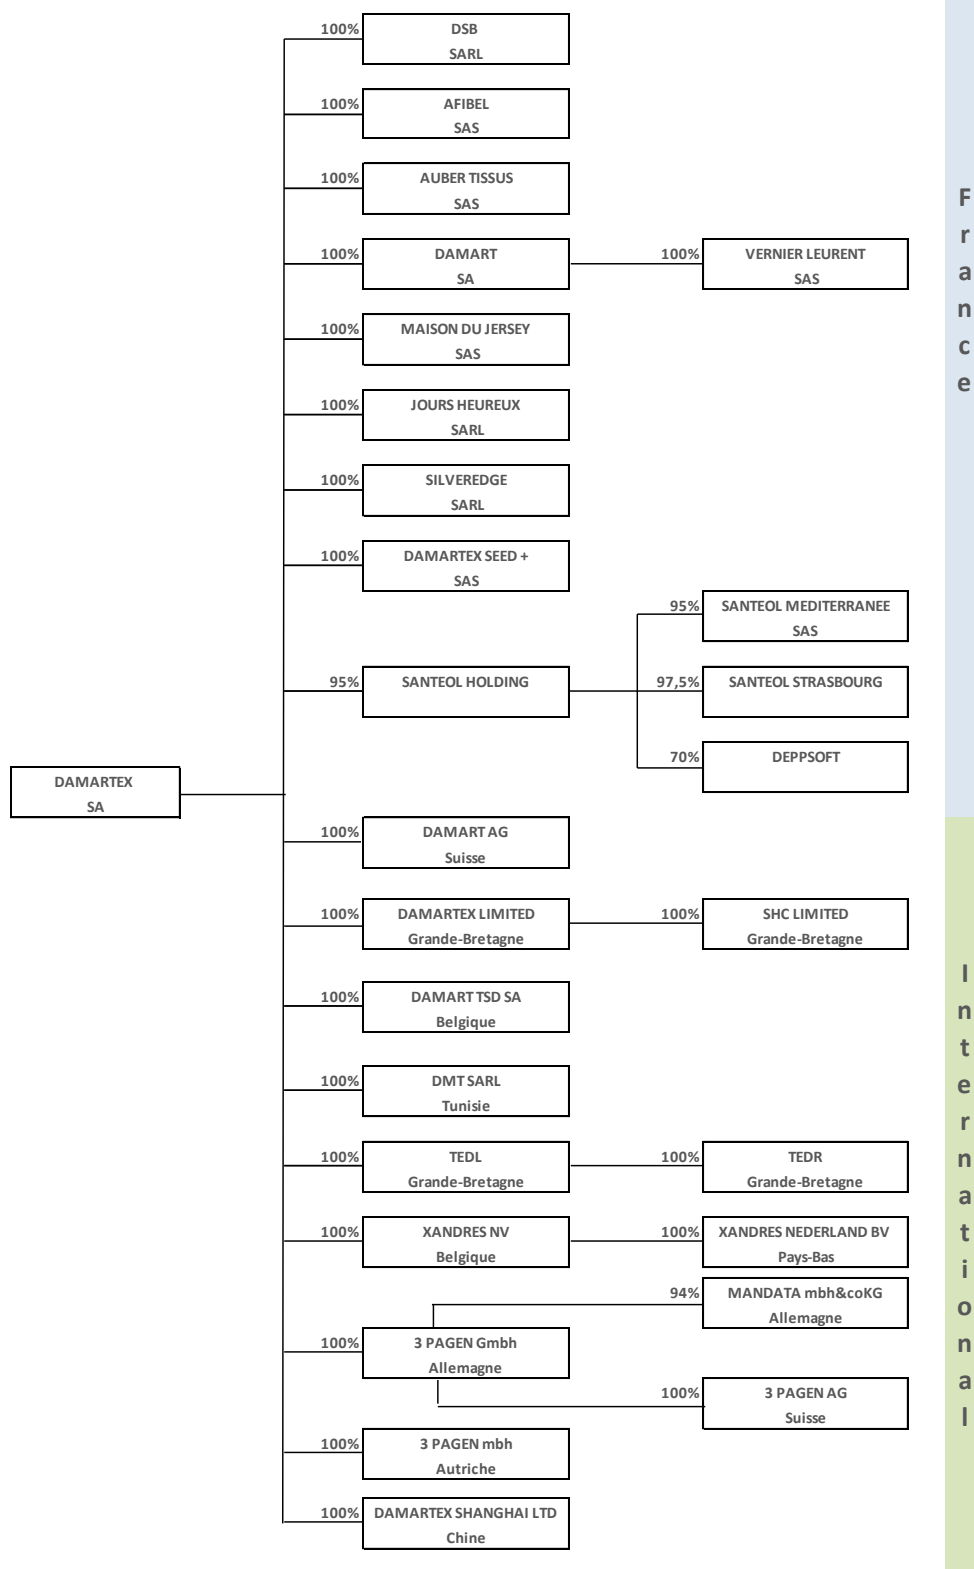 100%
DSB
SARL
100%
AFIBEL
SAS
100%
AUBER TISSUS
SAS
100%
DAMART
SA
100%
VERNIER LEURENT
SAS
100%
MAISON DU JERSEY
SAS
100%
JOURS HEUREUX
SARL
100%
SILVEREDGE
SARL
100%
DAMARTEX SEED +
SAS
95%
SANTEOL MEDITERRANEE
SAS
95%
SANTEOL HOLDING
97,5%
SANTEOL STRASBOURG
70%
DEPPSOFT
DAMARTEX
SA
France
100%
DAMART AG
Suisse
100%
DAMARTEX LIMITED
Grande-Bretagne
100%
SHC LIMITED
Grande-Bretagne
100%
DAMART TSD SA
Belgique
100%
DMT SARL
Tunisie
100%
TEDL
Grande-Bretagne
100%
TEDR
Grande-Bretagne
100%
XANDRES NV
Belgique
100%
XANDRES NEDERLAND BV
Pays-Bas
94%
MANDATA mbh&coKG
Allemagne
100%
3 PAGEN Gmbh
Allemagne
100%
3 PAGEN AG
Suisse
100%
3 PAGEN mbh
Autriche
100%
DAMARTEX SHANGHAI LTD
Chine
International